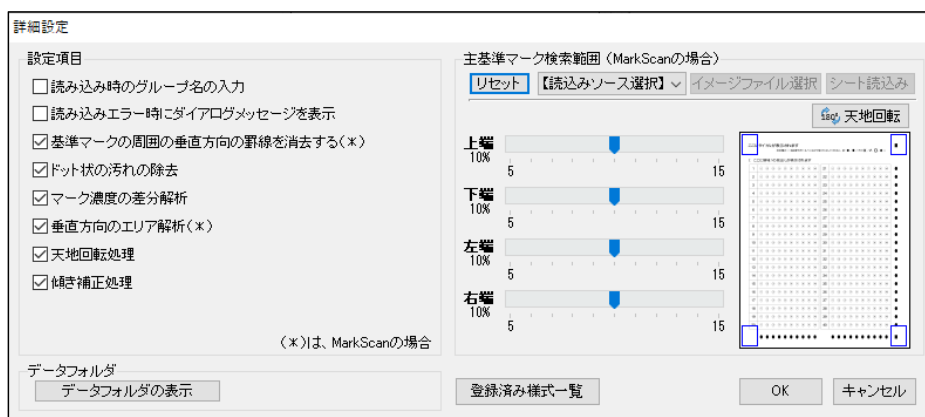 詳細設定
設定項目
読み込み時のグループ名の入力
読み込みエラー時にダイアログメッセージを表示
基準マークの周囲の垂直方向の罫線を消去する(＊)
ドット状の汚れの除去
マーク濃度の差分解析
垂直方向のエリア解析(＊)
天地回転処理
傾き補正処理
(＊)は、MarkScanの場合
データフォルダ
データフォルダの表示
主基準マーク検索範囲 (MarkScanの場合)
リセット 【読込みソース選択】 イメージファイル選択 シート読込み
180° 天地回転
上端
10%
5 15
下端
10%
5 15
左端
10%
5 15
右端
10%
5 15
登録済み様式一覧 OK キャンセル